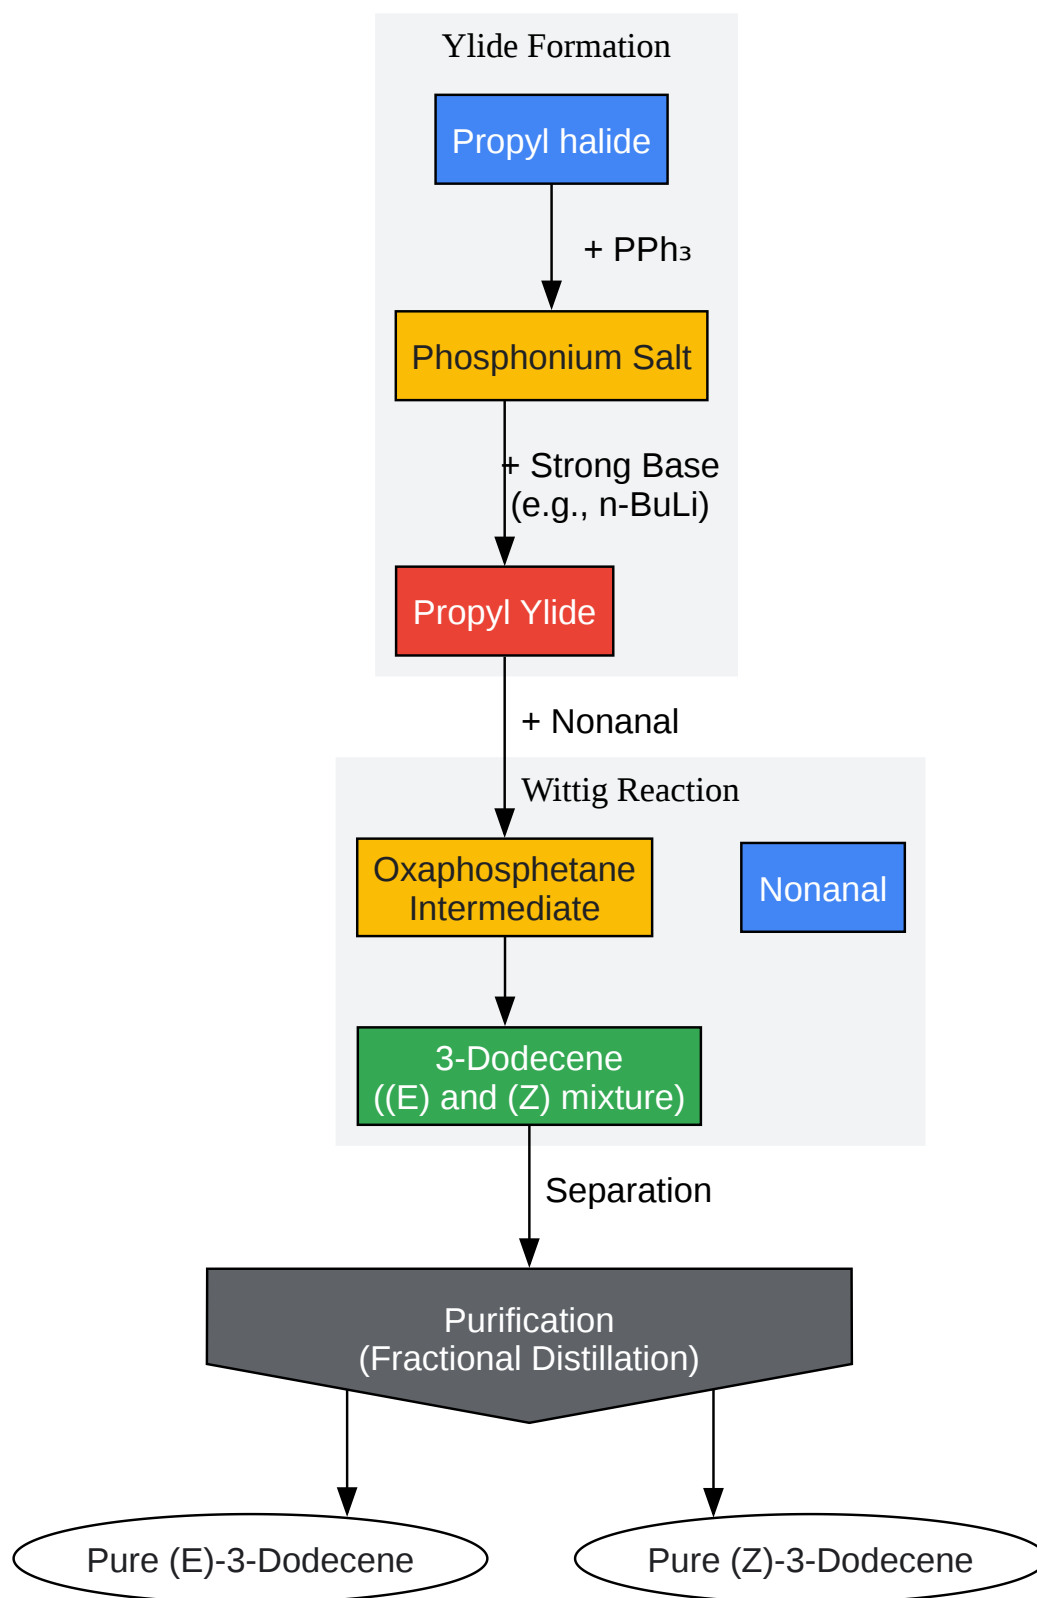 Ylide Formation
Propyl halide
+ PPh₃
Phosphonium Salt
+ Strong Base
(e.g., n-BuLi)
Propyl Ylide
+ Nonanal
Wittig Reaction
Oxaphosphetane
Intermediate
Nonanal
3-Dodecene
((E) and (Z) mixture)
Separation
Purification
(Fractional Distillation)
Pure (E)-3-Dodecene
Pure (Z)-3-Dodecene